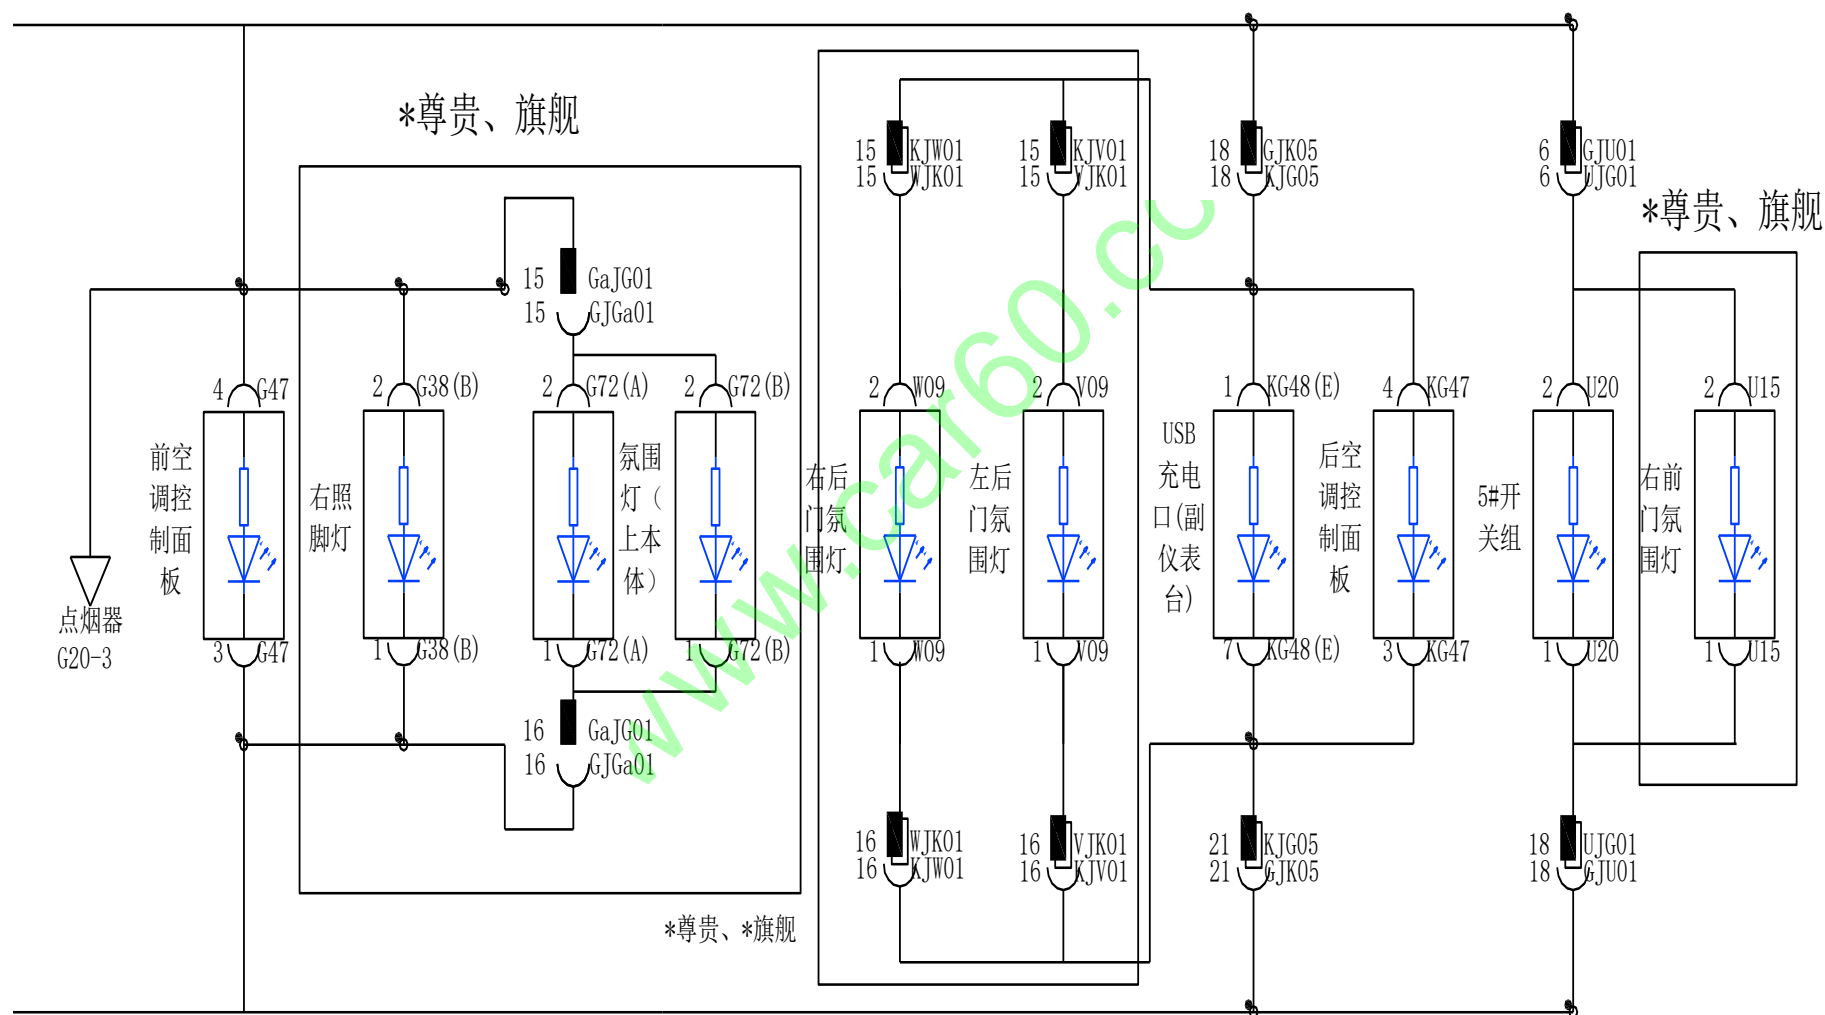 *尊贵、旗舰
15 KJW01
15 WJK01
15 KJV01
15 VJK01
18 GJK05
18 KJG05
6 GJU01
6 UJG01
*尊贵、旗舰
15 GaJG01
15 GJGa01
4 G47
2 G38(B)
2 G72(A)
2 G72(B)
2 W09
2 V09
1 KG48(E)
4 KG47
2 U20
2 U15
前空
调控
制面
板
右照
脚灯
氛围
灯（
上本
体）
右后
门氛
围灯
左后
门氛
围灯
USB
充电
口(副
仪表
台)
后空
调控
制面
板
5#开
关组
右前
门氛
围灯
点烟器
G20-3
3 G47
1 G38(B)
1 G72(A)
1 G72(B)
1 W09
1 V09
7 KG48(E)
3 KG47
1 U20
1 U15
16 GaJG01
16 GJGa01
16 WJK01
16 KJW01
16 VJK01
16 KJV01
21 KJG05
21 GJK05
18 UJG01
18 GJU01
*尊贵、*旗舰
www.car60.cc